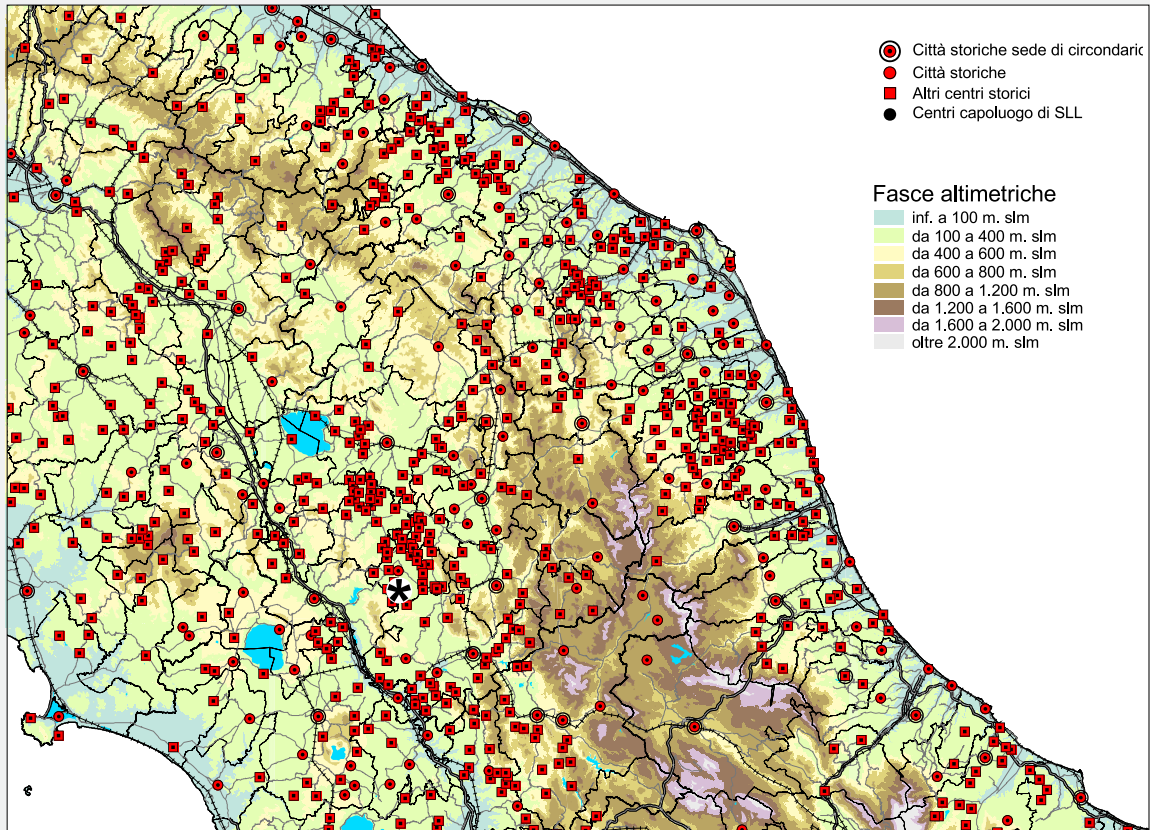 Città storiche sede di circondaric
Città storiche
Altri centri storici
Centri capoluogo di SLL
Fasce altimetriche
inf. a 100 m. slm
da 100 a 400 m. slm
da 400 a 600 m. slm
da 600 a 800 m. slm
da 800 a 1.200 m. slm
da 1.200 a 1.600 m. slm
da 1.600 a 2.000 m. slm
oltre 2.000 m. slm
*